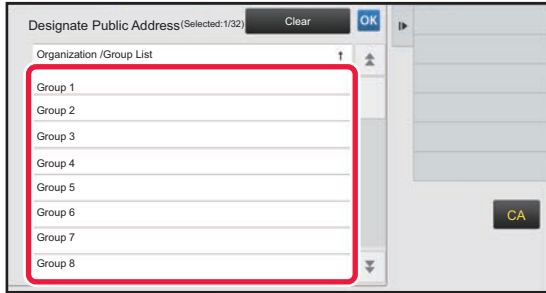 Designate Public Address(Selected:1/32) Clear OK
Organization /Group List ↑
Group 1
Group 2
Group 3
Group 4
Group 5
Group 6
Group 7
Group 8
CA